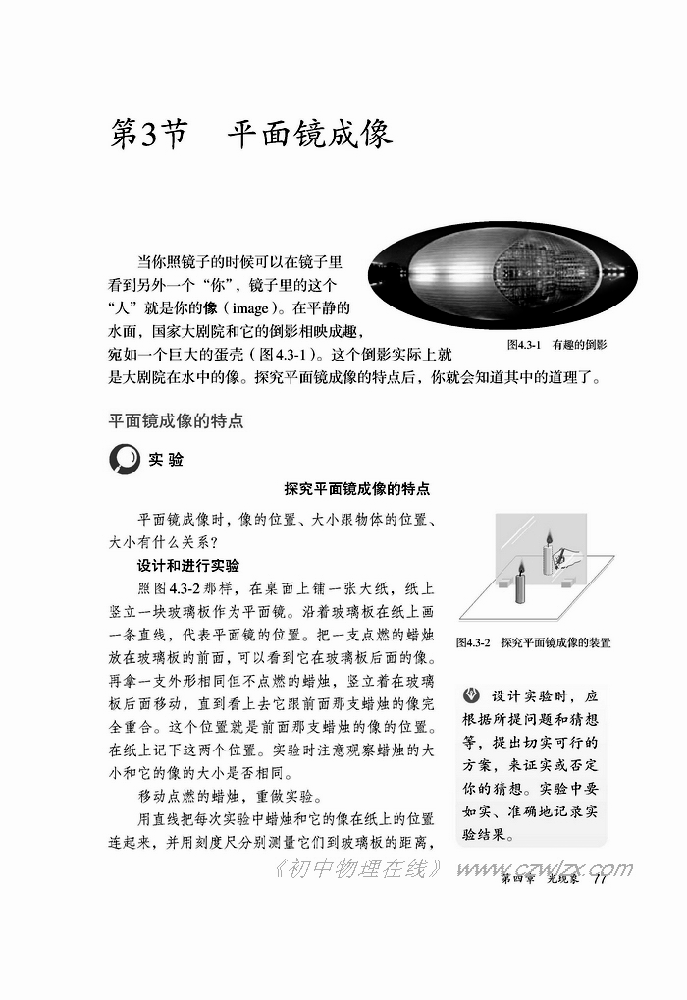 第3节 平面镜成像
当你照镜子的时候可以在镜子里
看到另外一个“你”，镜子里的这个
“人”就是你的像（image）。在平静的
水面，国家大剧院和它的倒影相映成趣，
宛如一个巨大的蛋壳（图4.3-1）。这个倒影实际上就
是大剧院在水中的像。探究平面镜成像的特点后，你就会知道其中的道理了。
图4.3-1 有趣的倒影
平面镜成像的特点
实验
探究平面镜成像的特点
平面镜成像时，像的位置、大小跟物体的位置、
大小有什么关系？
设计和进行实验
照图4.3-2那样，在桌面上铺一张大纸，纸上
竖立一块玻璃板作为平面镜。沿着玻璃板在纸上画
一条直线，代表平面镜的位置。把一支点燃的蜡烛
放在玻璃板的前面，可以看到它在玻璃板后面的像。
再拿一支外形相同但不点燃的蜡烛，竖立着在玻璃
板后面移动，直到看上去它跟前面那支蜡烛的像完
全重合。这个位置就是前面那支蜡烛的像的位置。
在纸上记下这两个位置。实验时注意观察蜡烛的大
小和它的像的大小是否相同。
移动点燃的蜡烛，重做实验。
用直线把每次实验中蜡烛和它的像在纸上的位置
连起来，并用刻度尺分别测量它们到玻璃板的距离，
图4.3-2 探究平面镜成像的装置
设计实验时，应
根据所提问题和猜想
等，提出切实可行的
方案，来证实或否定
你的猜想。实验中要
如实、准确地记录实
验结果。
《初中物理在线》 www.czwlzx.com
第四章 光现象 77